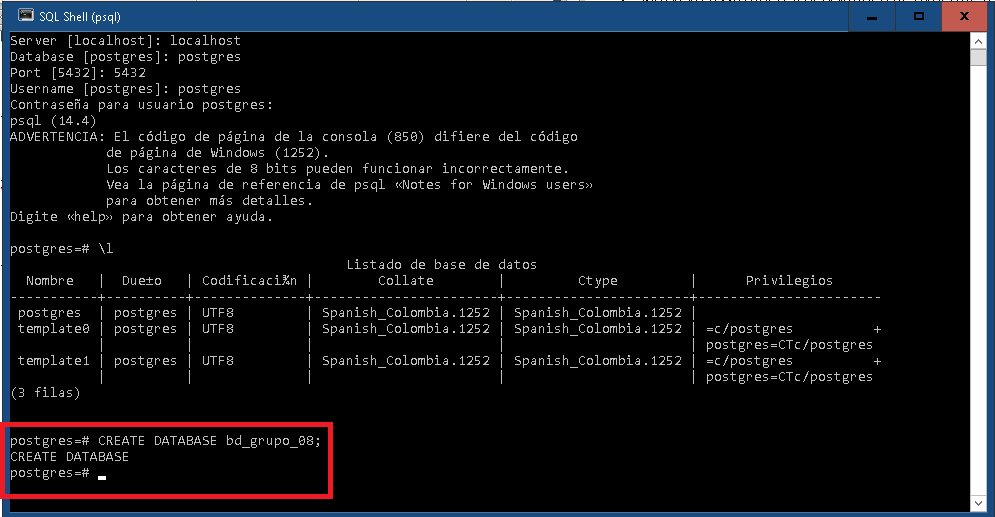 SQL Shell (psql)
Server [localhost]: localhost
Database [postgres]: postgres
Port [5432]: 5432
Username [postgres]: postgres
Contraseña para usuario postgres:
psql (14.4)
ADVERTENCIA: El código de página de la consola (850) difiere del código
            de página de Windows (1252).
            Los caracteres de 8 bits pueden funcionar incorrectamente.
            Vea la página de referencia de psql «Notes for Windows users»
            para obtener más detalles.
Digite «help» para obtener ayuda.
postgres=# \l
                                          Listado de base de datos
  Nombre   |  Due±o   | Codificaci¾n |        Collate         |         Ctype          |      Privilegios
-----------+----------+--------------+------------------------+------------------------+-----------------------
 postgres  | postgres | UTF8         | Spanish_Colombia.1252 | Spanish_Colombia.1252 |
 template0 | postgres | UTF8         | Spanish_Colombia.1252 | Spanish_Colombia.1252 | =c/postgres          +
           |          |              |                        |                        | postgres=CTc/postgres
 template1 | postgres | UTF8         | Spanish_Colombia.1252 | Spanish_Colombia.1252 | =c/postgres          +
           |          |              |                        |                        | postgres=CTc/postgres
(3 filas)
postgres=# CREATE DATABASE bd_grupo_08;
CREATE DATABASE
postgres=#